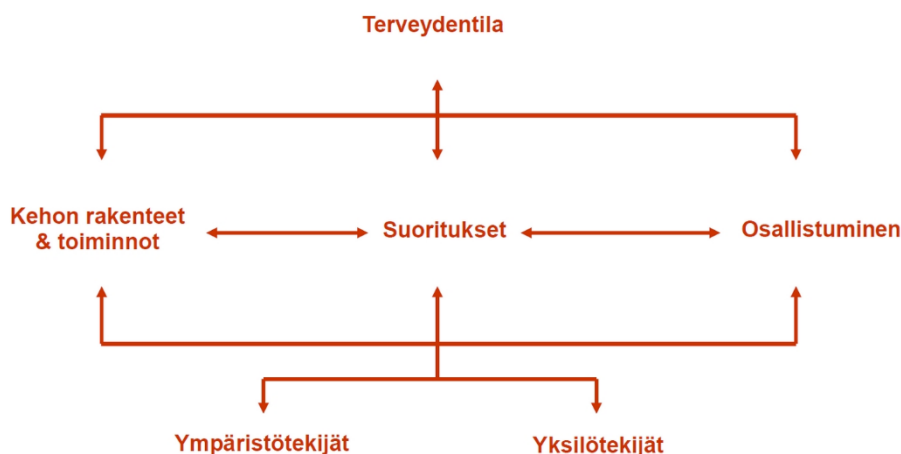 Terveydentila
Kehon rakenteet
& toiminnot
Suoritukset
Osallistuminen
Ympäristötekijät
Yksilötekijät